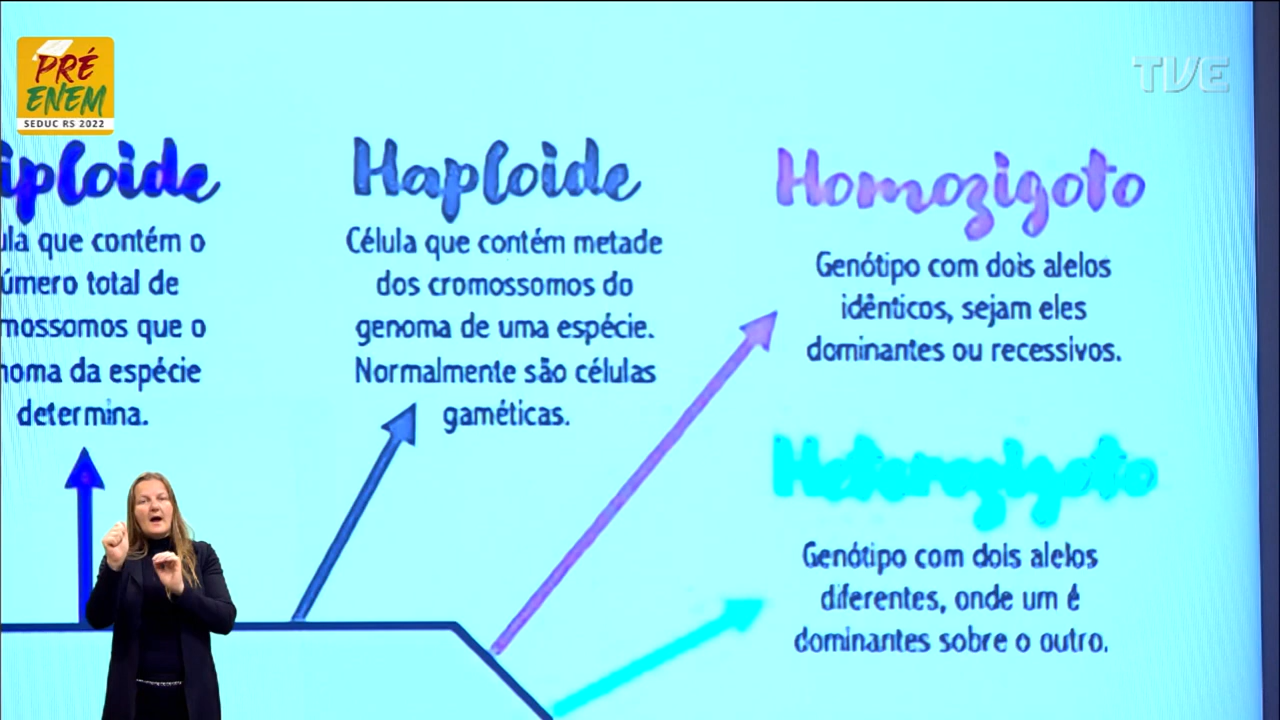 PRÉ
ENEM
SEDUC RS 2022
TVE
iploide
ula que contém o
úmero total de
mossomos que o
noma da espécie
determina.
Haploide
Célula que contém metade
dos cromossomos do
genoma de uma espécie.
Normalmente são células
gaméticas.
Homozigoto
Genótipo com dois alelos
idênticos, sejam eles
dominantes ou recessivos.
Heterozigoto
Genótipo com dois alelos
diferentes, onde um é
dominantes sobre o outro.